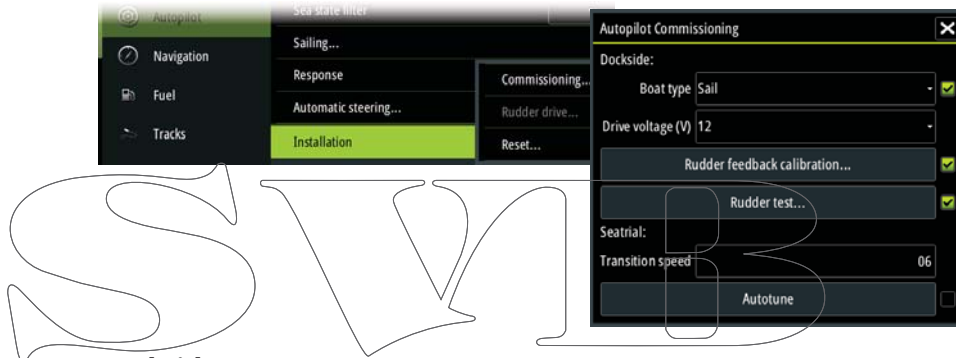 Autopilot
Sea state filter
Navigation
Sailing...
Fuel
Response
Tracks
Automatic steering...
Installation
Commissioning...
Rudder drive...
Reset...
Autopilot Commissioning
Dockside:
Boat type Sail
Drive voltage (V) 12
Rudder feedback calibration...
Rudder test...
Seatrial:
Transition speed 06
Autotune
SVB